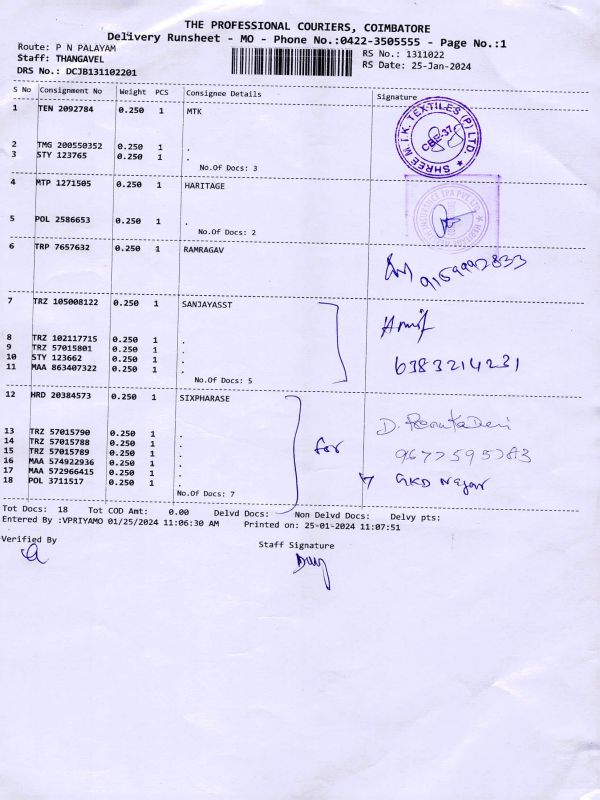 THE PROFESSIONAL COURIERS, COIMBATORE
Delivery Runsheet - MO - Phone No.:0422-3505555 - Page No.:1
Route: P N PALAYAM
RS No.: 1311022
Staff: THANGAVEL
RS Date: 25-Jan-2024
DRS No.: DCJB131102201
S No Consignment No Weight PCS Consignee Details Signature
1 TEN 2092784 0.250 1 MTK
SHREE M.T.K. TEXTILES (P) LTD.
CBE-37
2 TMG 200550352 0.250 1 .
3 STY 123765 0.250 1 .
No.Of Docs: 3
4 MTP 1271505 0.250 1 HARITAGE
5 POL 2586653 0.250 1 .
No.Of Docs: 2
6 TRP 7657632 0.250 1 RAMRAGAV
7 TRZ 105008122 0.250 1 SANJAYASST
8 TRZ 102117715 0.250 1 .
9 TRZ 57015801 0.250 1 .
10 STY 123662 0.250 1 .
11 MAA 863407322 0.250 1 .
6383214231
No.Of Docs: 5
12 HRD 20384573 0.250 1 SIXPHARASE
13 TRZ 57015790 0.250 1 .
14 TRZ 57015788 0.250 1 .
15 TRZ 57015789 0.250 1 .
16 MAA 574922936 0.250 1 .
17 MAA 572966415 0.250 1 .
18 POL 3711517 0.250 1 .
for
GKD Nagar
No.Of Docs: 7
Tot Docs: 18 Tot COD Amt: 0.00 Delvd Docs: Non Delvd Docs: Delvy pts:
Entered By :VPRIYAMO 01/25/2024 11:06:30 AM Printed on: 25-01-2024 11:07:51
Verified By
Staff Signature